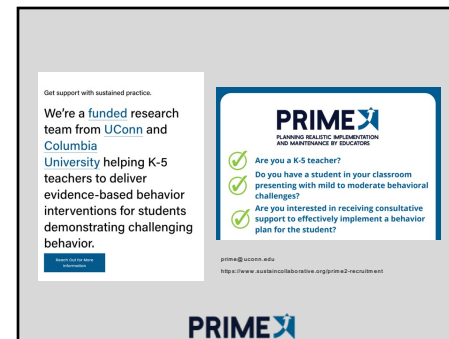 Get support with sustained practice.
We're a funded research
team from UConn and
Columbia
University helping K-5
teachers to deliver
evidence-based behavior
interventions for students
demonstrating challenging
behavior.
Reach Out for More
Information
PRIME
PLANNING REALISTIC IMPLEMENTATION
AND MAINTENANCE BY EDUCATORS
Are you a K-5 teacher?
Do you have a student in your classroom
presenting with mild to moderate behavioral
challenges?
Are you interested in receiving consultative
support to effectively implement a behavior
plan for the student?
prime@uconn.edu
https://www.sustaincollaborative.org/prime2-recruitment
PRIME